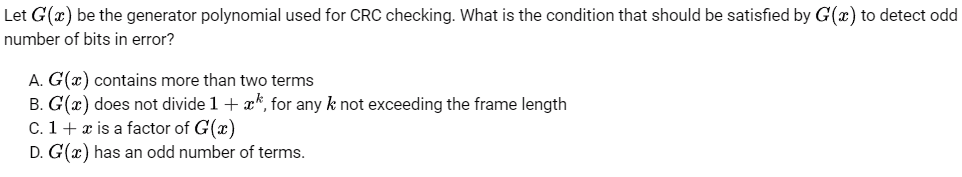 Let G(x) be the generator polynomial used for CRC checking. What is the condition that should be satisfied by G(x) to detect odd
number of bits in error?
A. G(x) contains more than two terms
B. G(x) does not divide 1 + x^k, for any k not exceeding the frame length
C. 1 + x is a factor of G(x)
D. G(x) has an odd number of terms.